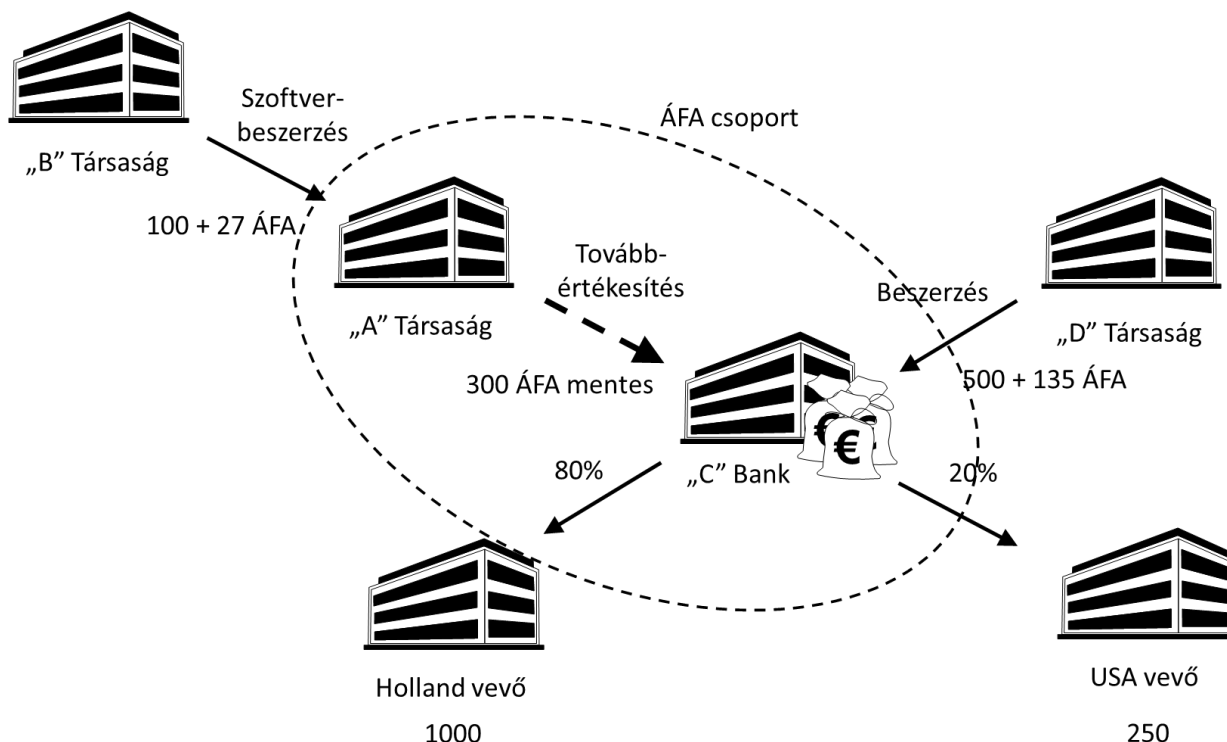 Szoftver-
beszerzés
ÁFA csoport
„B” Társaság
100 + 27 ÁFA
Tovább-
értékesítés
Beszerzés
„A” Társaság
„D” Társaság
300 ÁFA mentes
500 + 135 ÁFA
€
€
80%
„C” Bank
20%
Holland vevő
USA vevő
1000
250